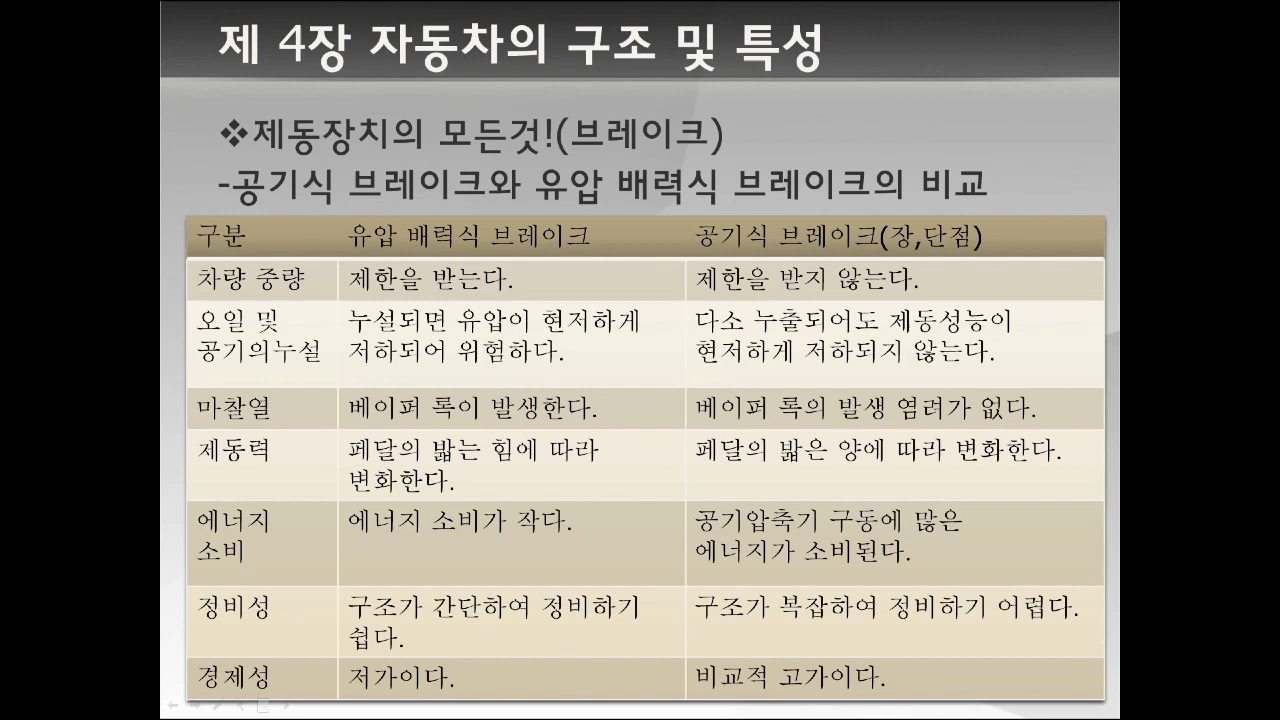 제 4장 자동차의 구조 및 특성
❖제동장치의 모든것!(브레이크)
-공기식 브레이크와 유압 배력식 브레이크의 비교
구분 유압 배력식 브레이크 공기식 브레이크(장,단점)
차량 중량 제한을 받는다. 제한을 받지 않는다.
오일 및 누설되면 유압이 현저하게 다소 누출되어도 제동성능이
공기의누설 저하되어 위험하다. 현저하게 저하되지 않는다.
마찰열 베이퍼 록이 발생한다. 베이퍼 록의 발생 염려가 없다.
제동력 페달의 밟는 힘에 따라 페달의 밟은 양에 따라 변화한다.
변화한다.
에너지 에너지 소비가 작다. 공기압축기 구동에 많은
소비 에너지가 소비된다.
정비성 구조가 간단하여 정비하기 구조가 복잡하여 정비하기 어렵다.
쉽다.
경제성 저가이다. 비교적 고가이다.